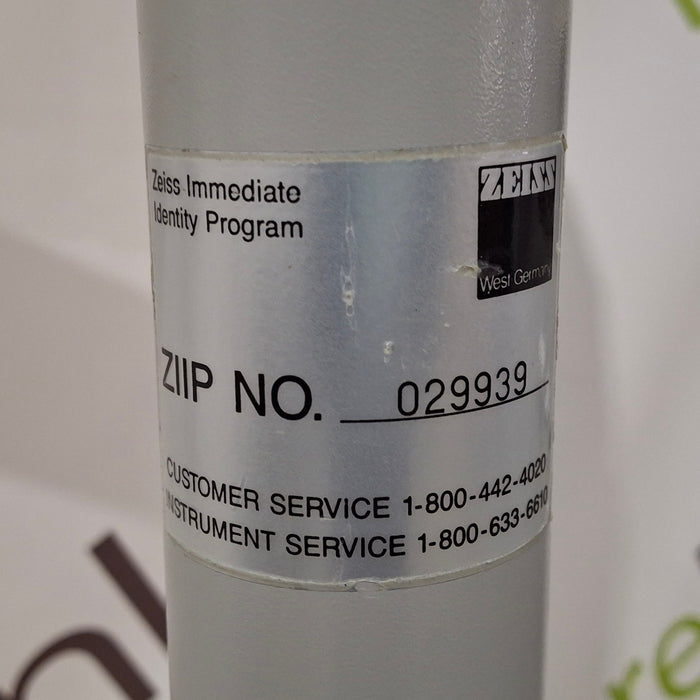 Zeiss Immediate
Identity Program
ZEISS
West Germany
ZIIP NO. 029939
CUSTOMER SERVICE 1-800-442-4020
INSTRUMENT SERVICE 1-800-633-6610